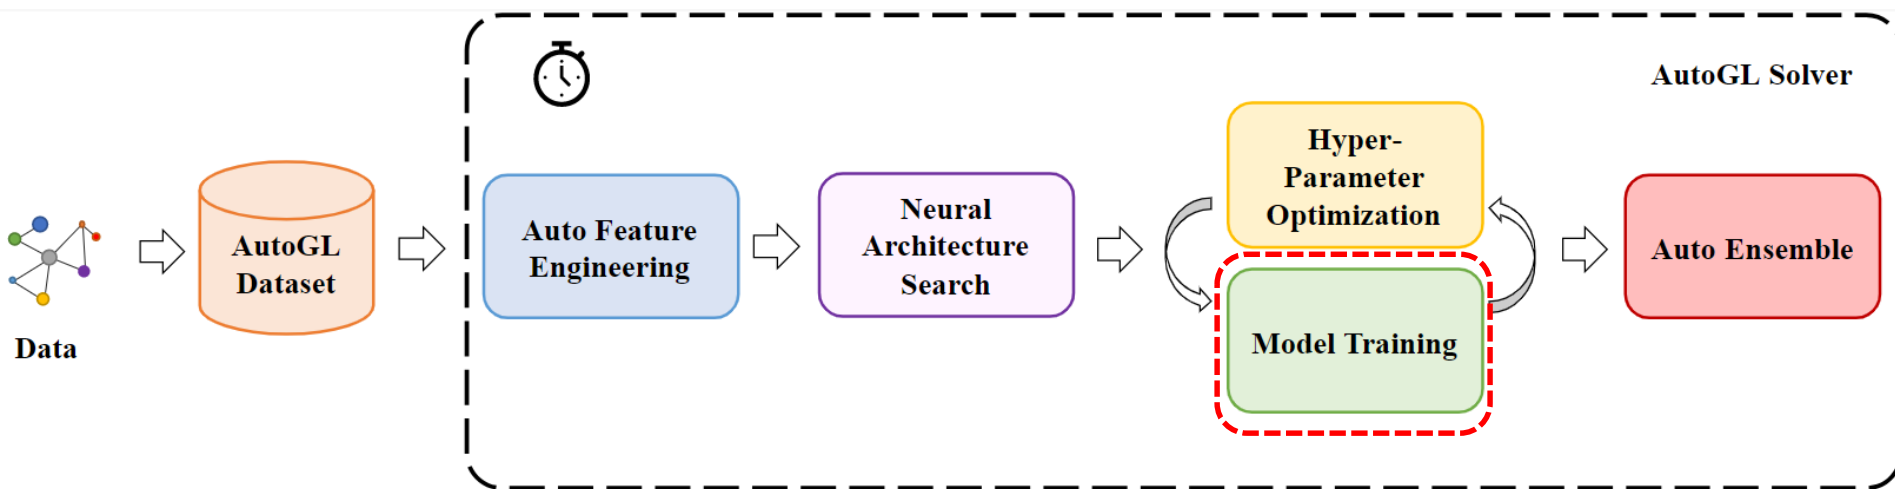 AutoGL Solver
Data
AutoGL
Dataset
Auto Feature
Engineering
Neural
Architecture
Search
Hyper-
Parameter
Optimization
Model Training
Auto Ensemble